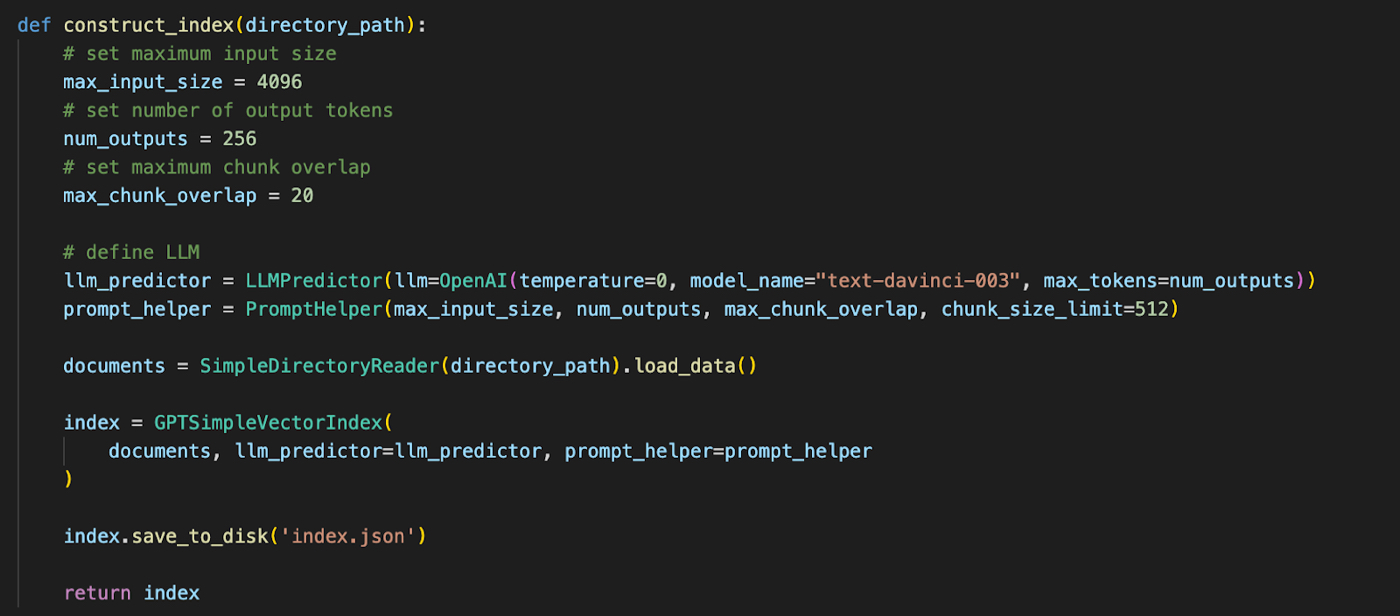 def construct_index(directory_path):
    # set maximum input size
    max_input_size = 4096
    # set number of output tokens
    num_outputs = 256
    # set maximum chunk overlap
    max_chunk_overlap = 20

    # define LLM
    llm_predictor = LLMPredictor(llm=OpenAI(temperature=0, model_name="text-davinci-003", max_tokens=num_outputs))
    prompt_helper = PromptHelper(max_input_size, num_outputs, max_chunk_overlap, chunk_size_limit=512)

    documents = SimpleDirectoryReader(directory_path).load_data()

    index = GPTSimpleVectorIndex(
        documents, llm_predictor=llm_predictor, prompt_helper=prompt_helper
    )

    index.save_to_disk('index.json')

    return index